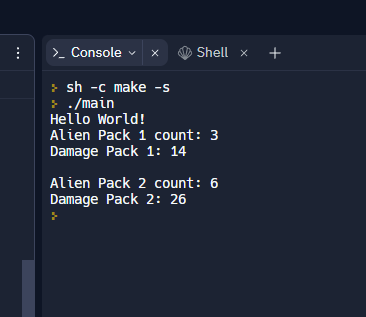 Console
Shell
sh -c make -s
./main
Hello World!
Alien Pack 1 count: 3
Damage Pack 1: 14
Alien Pack 2 count: 6
Damage Pack 2: 26